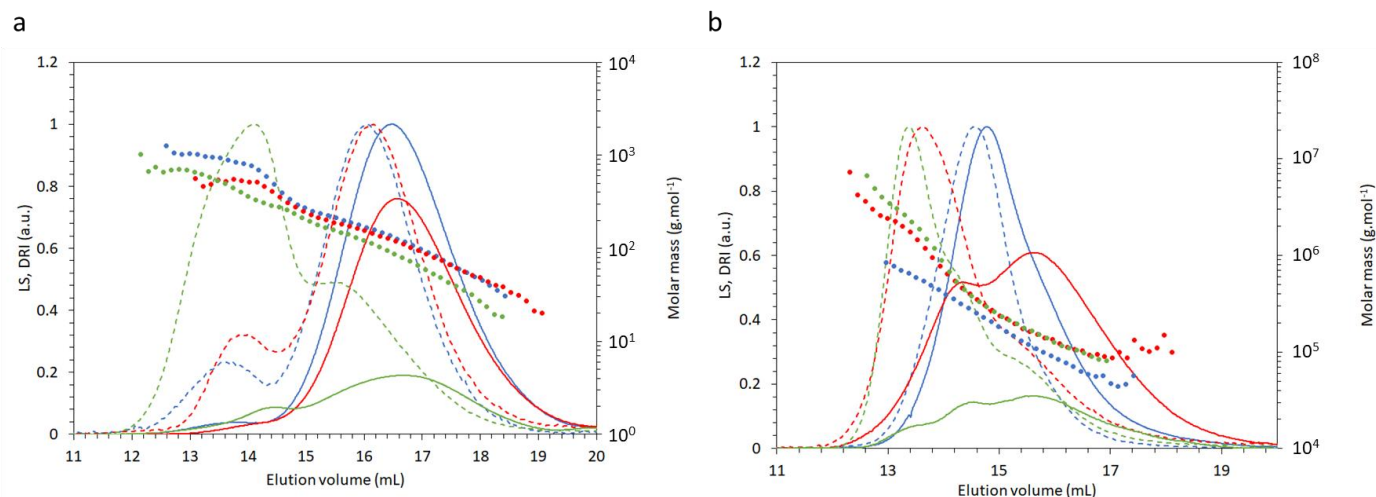 a
b
1.2
1
0.8
0.6
0.4
0.2
0
LS, DRI (a.u.)
11 12 13 14 15 16 17 18 19 20
Elution volume (mL)
10⁴
10³
10²
10¹
10⁰
Molar mass (g.mol⁻¹)
1.2
1
0.8
0.6
0.4
0.2
0
LS, DRI (a.u.)
11 13 15 17 19
Elution volume (mL)
10⁸
10⁷
10⁶
10⁵
10⁴
Molar mass (g.mol⁻¹)